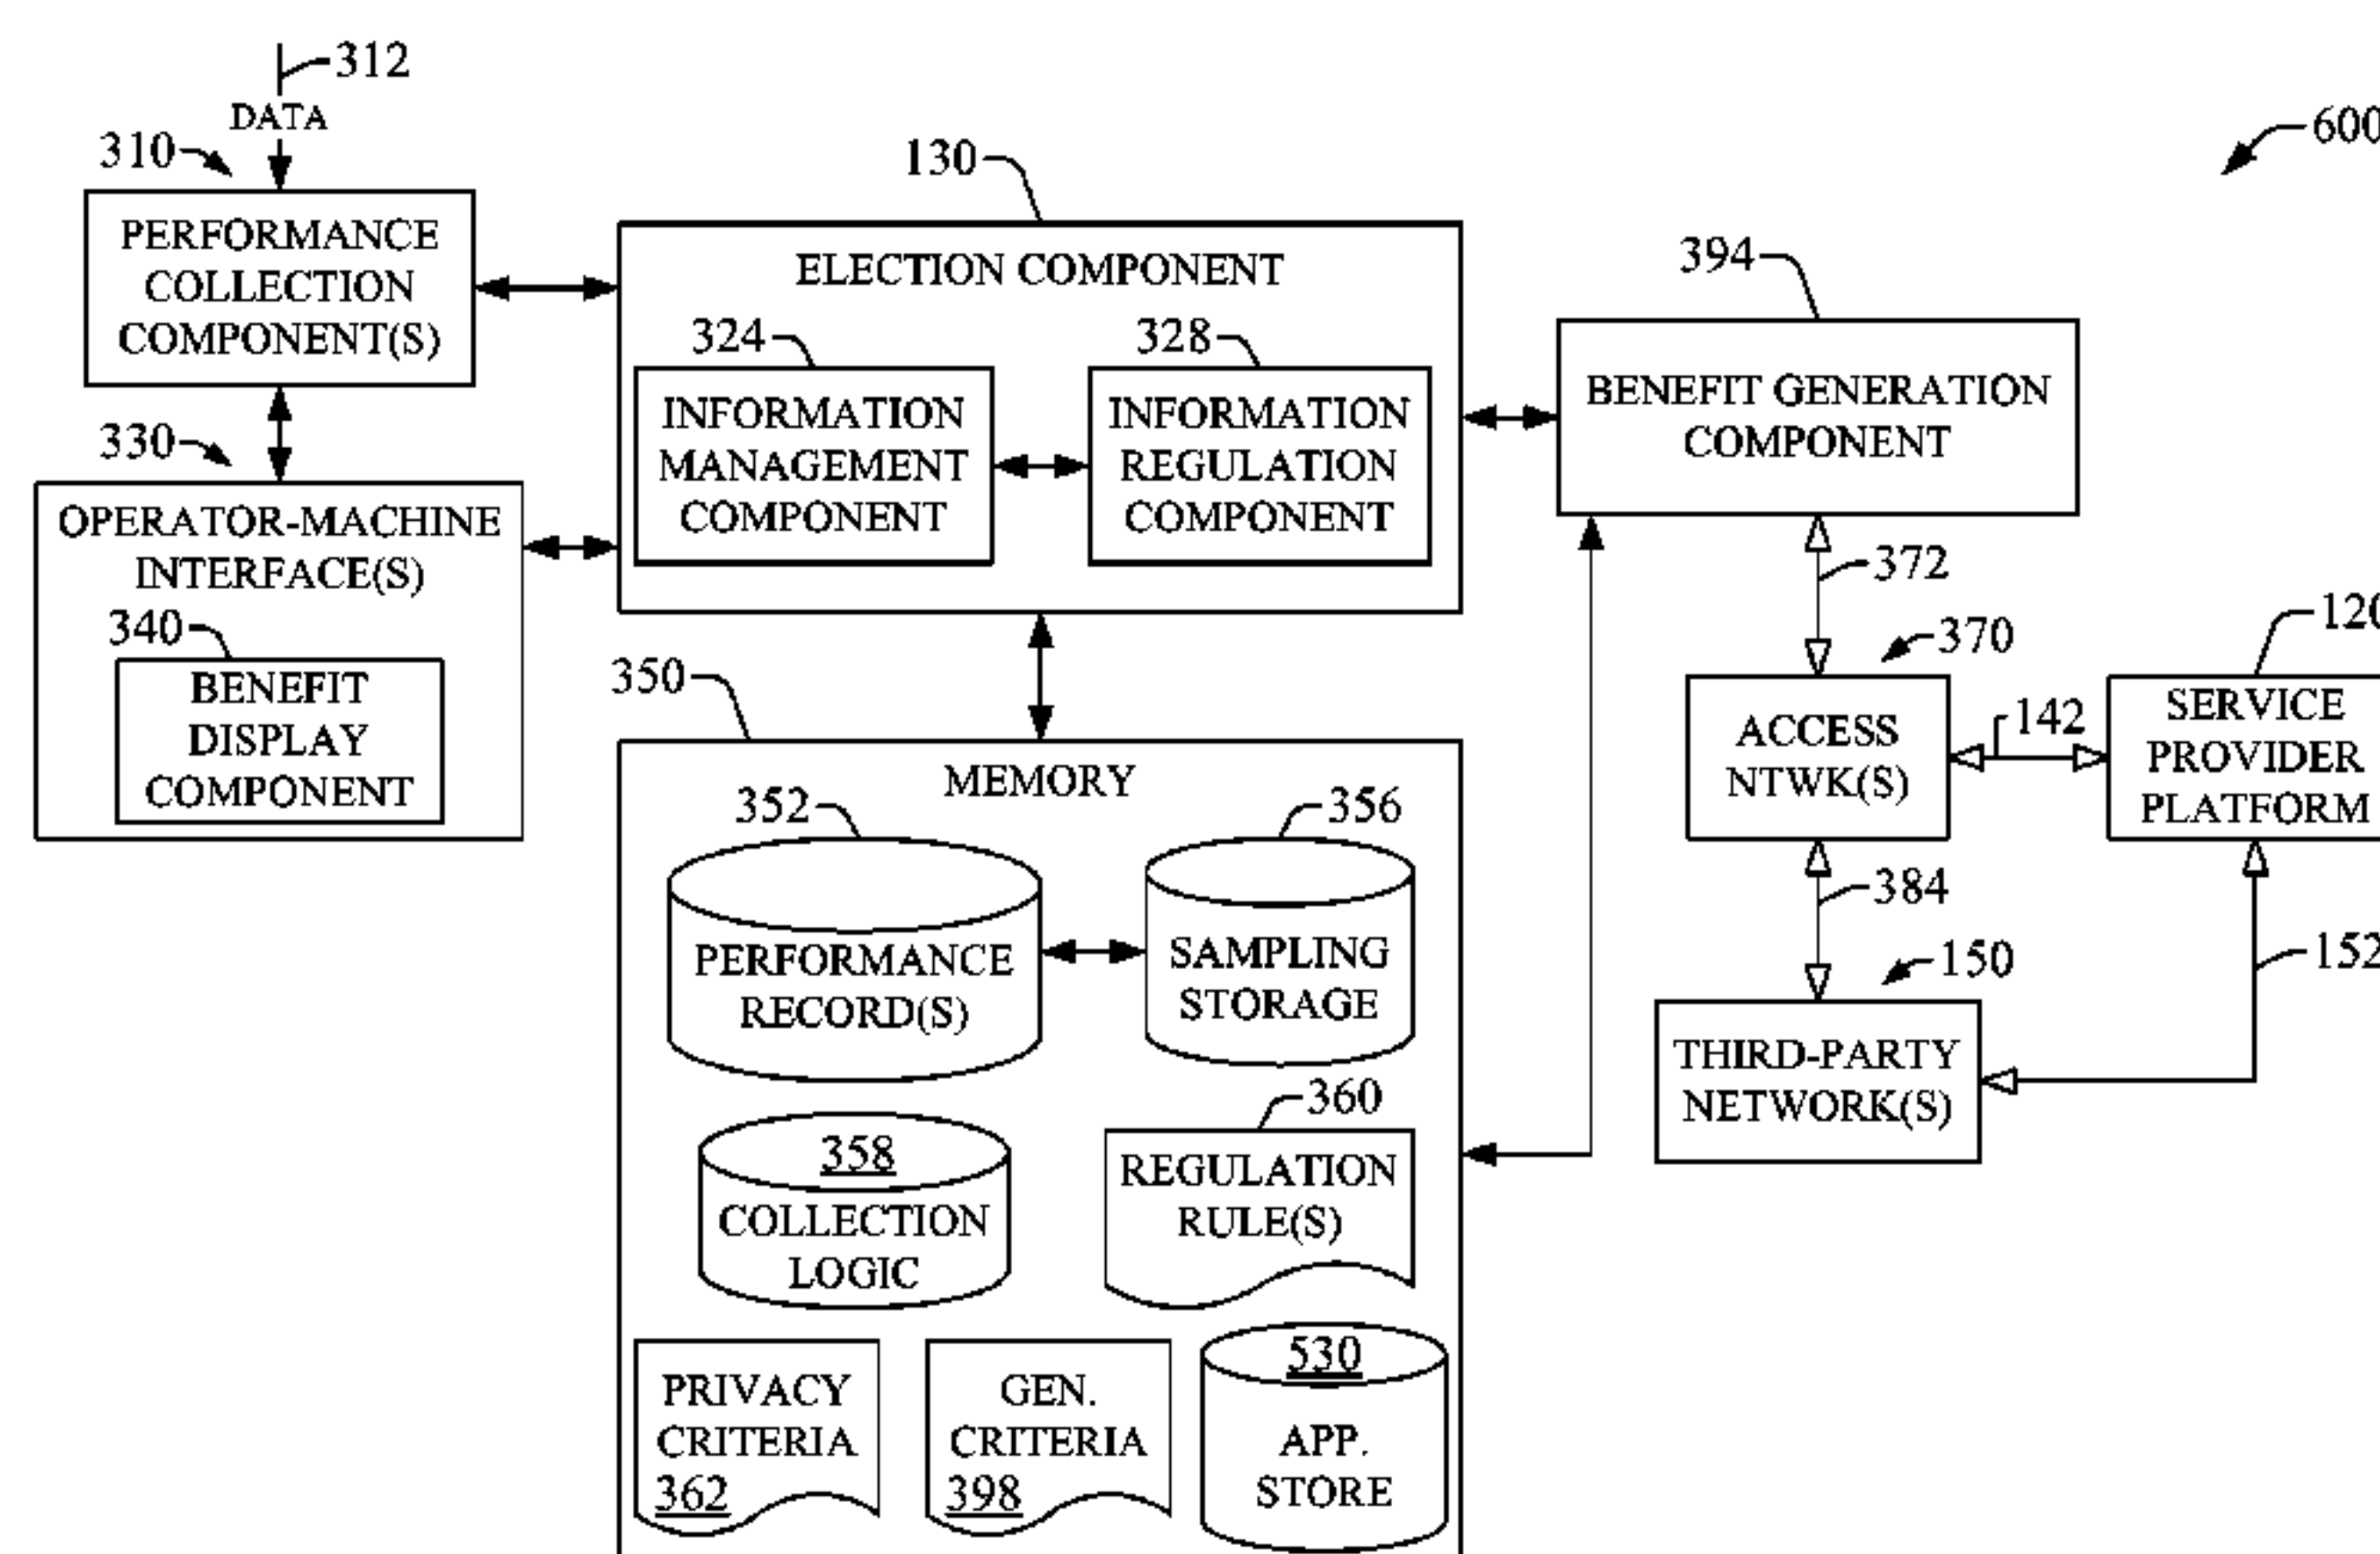 312
DATA
310
PERFORMANCE
COLLECTION
COMPONENT(S)
330
OPERATOR-MACHINE
INTERFACE(S)
340
BENEFIT
DISPLAY
COMPONENT
130
ELECTION COMPONENT
324
INFORMATION
MANAGEMENT
COMPONENT
328
INFORMATION
REGULATION
COMPONENT
350
MEMORY
352
PERFORMANCE
RECORD(S)
356
SAMPLING
STORAGE
358
COLLECTION
LOGIC
360
REGULATION
RULE(S)
PRIVACY
CRITERIA
362
GEN.
CRITERIA
398
530
APP.
STORE
600
394
BENEFIT GENERATION
COMPONENT
372
370
ACCESS
NTWK(S)
142
120
SERVICE
PROVIDER
PLATFORM
384
150
THIRD-PARTY
NETWORK(S)
152